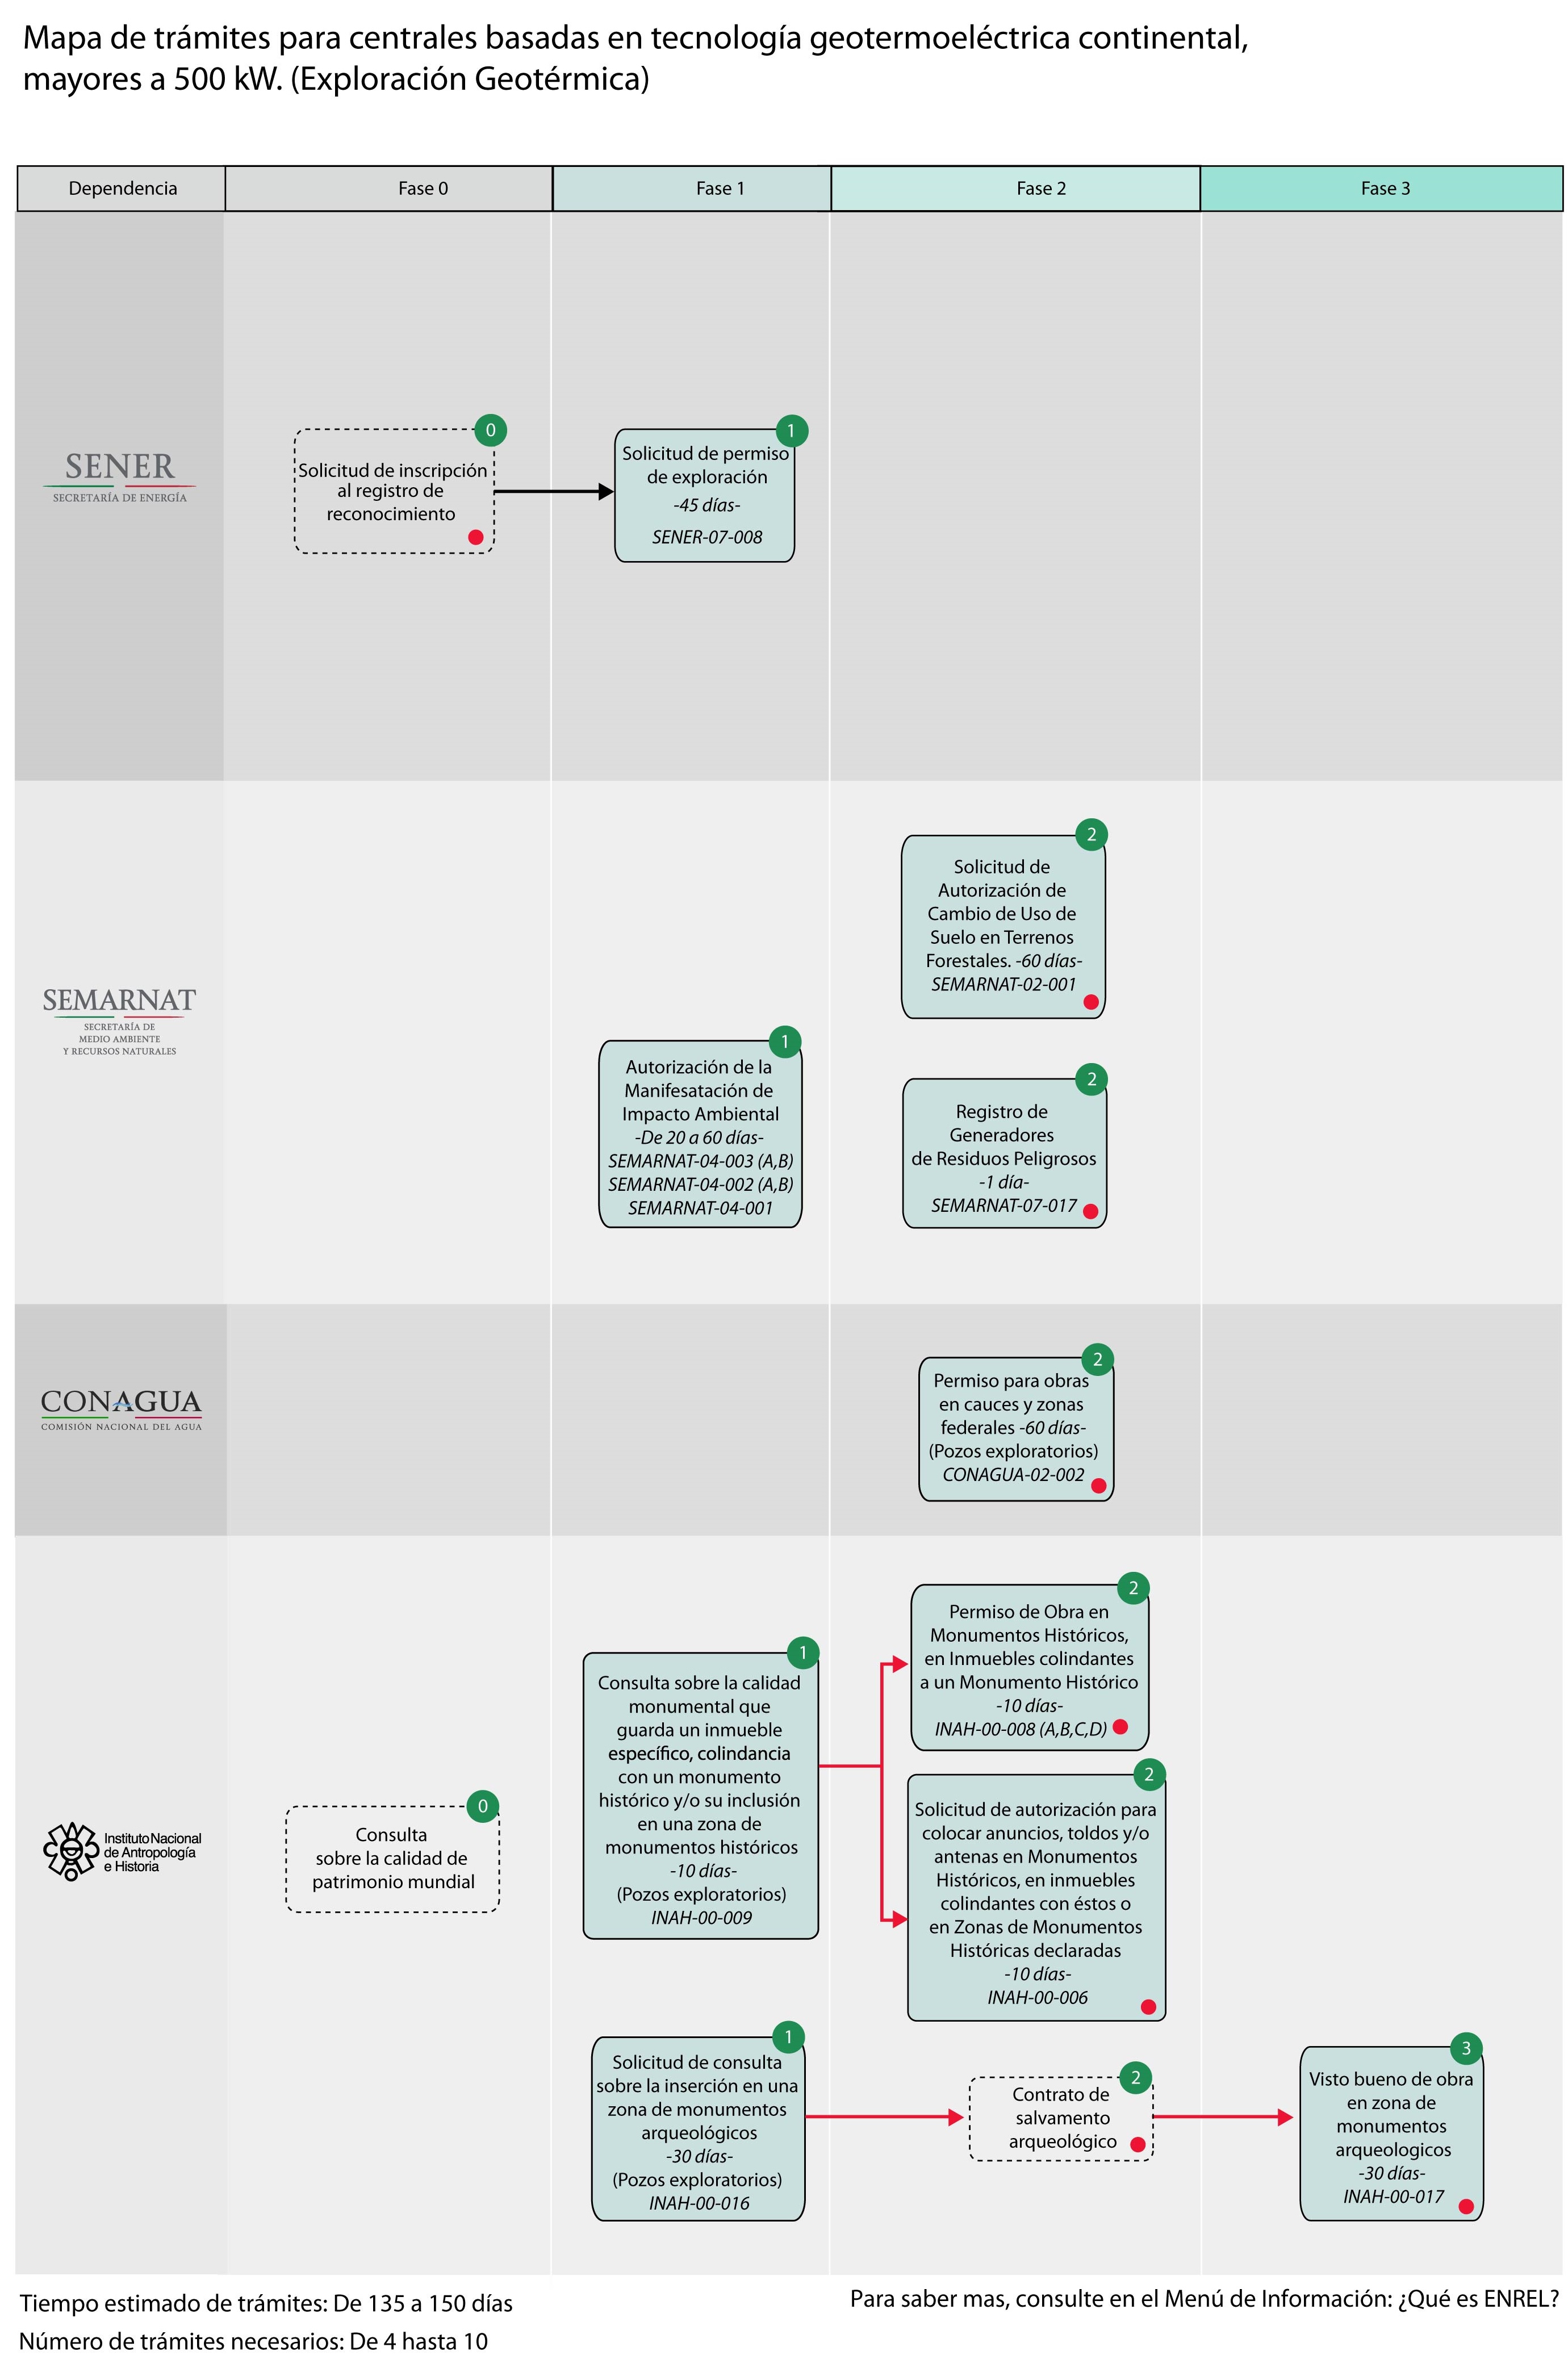 Mapa de trámites para centrales basadas en tecnología geotermoeléctrica continental,
mayores a 500 kW. (Exploración Geotérmica)
Dependencia
Fase 0
Fase 1
Fase 2
Fase 3
SENER
SECRETARÍA DE ENERGÍA
0
Solicitud de inscripción
al registro de
reconocimiento
1
Solicitud de permiso
de exploración
-45 días-
SENER-07-008
SEMARNAT
SECRETARÍA DE
MEDIO AMBIENTE
Y RECURSOS NATURALES
1
Autorización de la
Manifesatación de
Impacto Ambiental
-De 20 a 60 días-
SEMARNAT-04-003 (A,B)
SEMARNAT-04-002 (A,B)
SEMARNAT-04-001
2
Solicitud de
Autorización de
Cambio de Uso de
Suelo en Terrenos
Forestales. -60 días-
SEMARNAT-02-001
2
Registro de
Generadores
de Residuos Peligrosos
-1 día-
SEMARNAT-07-017
CONAGUA
COMISIÓN NACIONAL DEL AGUA
2
Permiso para obras
en cauces y zonas
federales -60 días-
(Pozos exploratorios)
CONAGUA-02-002
Instituto Nacional
de Antropología
e Historia
0
Consulta
sobre la calidad de
patrimonio mundial
1
Consulta sobre la calidad
monumental que
guarda un inmueble
específico, colindancia
con un monumento
histórico y/o su inclusión
en una zona de
monumentos históricos
-10 días-
(Pozos exploratorios)
INAH-00-009
2
Permiso de Obra en
Monumentos Históricos,
en Inmuebles colindantes
a un Monumento Histórico
-10 días-
INAH-00-008 (A,B,C,D)
2
Solicitud de autorización para
colocar anuncios, toldos y/o
antenas en Monumentos
Históricos, en inmuebles
colindantes con éstos o
en Zonas de Monumentos
Históricas declaradas
-10 días-
INAH-00-006
1
Solicitud de consulta
sobre la inserción en una
zona de monumentos
arqueológicos
-30 días-
(Pozos exploratorios)
INAH-00-016
2
Contrato de
salvamento
arqueológico
3
Visto bueno de obra
en zona de
monumentos
arqueologicos
-30 días-
INAH-00-017
Tiempo estimado de trámites: De 135 a 150 días
Número de trámites necesarios: De 4 hasta 10
Para saber mas, consulte en el Menú de Información: ¿Qué es ENREL?